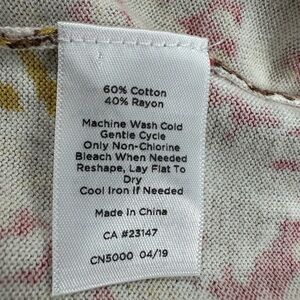 60% Cotton
40% Rayon
Machine Wash Cold
Gentle Cycle
Only Non-Chlorine
Bleach When Needed
Reshape, Lay Flat To
Dry
Cool Iron if Needed
Made In China
CA #23147
CN5000 04/19